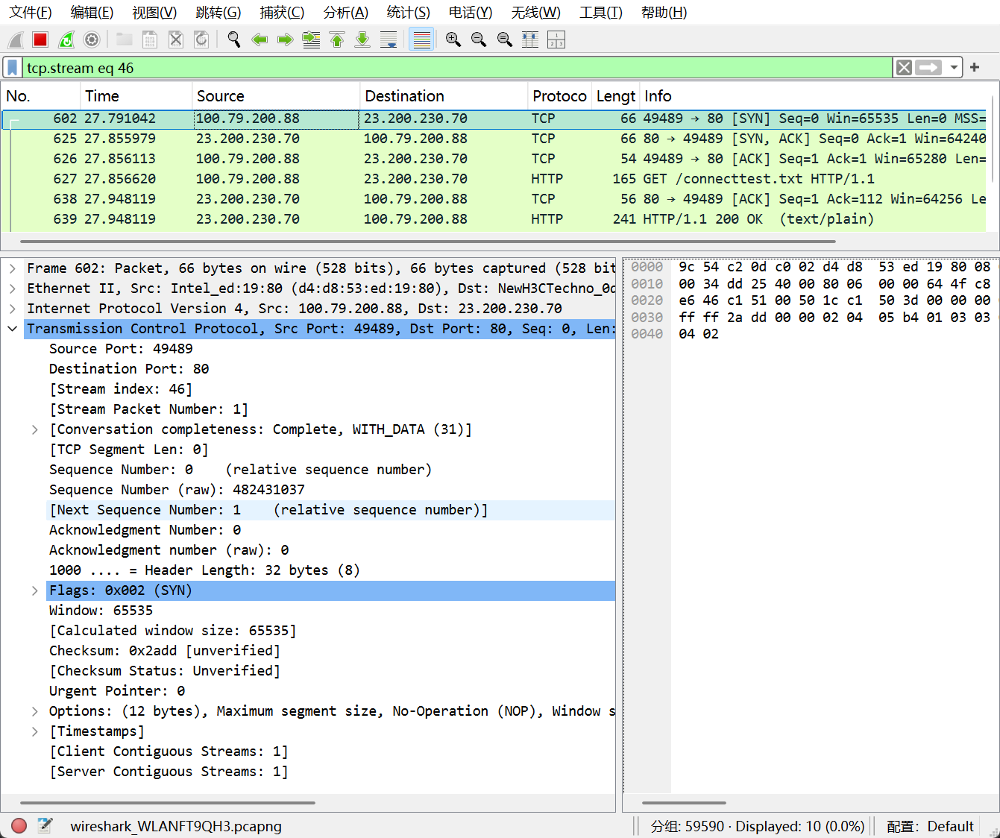 文件(F) 编辑(E) 视图(V) 跳转(G) 捕获(C) 分析(A) 统计(S) 电话(Y) 无线(W) 工具(T) 帮助(H)
tcp.stream eq 46
No. Time Source Destination Protoco Lengt Info
602 27.791042 100.79.200.88 23.200.230.70 TCP 66 49489 → 80 [SYN] Seq=0 Win=65535 Len=0 MSS=
625 27.855979 23.200.230.70 100.79.200.88 TCP 66 80 → 49489 [SYN, ACK] Seq=0 Ack=1 Win=64240
626 27.856113 100.79.200.88 23.200.230.70 TCP 54 49489 → 80 [ACK] Seq=1 Ack=1 Win=65280 Len=
627 27.856620 100.79.200.88 23.200.230.70 HTTP 165 GET /connecttest.txt HTTP/1.1
638 27.948119 23.200.230.70 100.79.200.88 TCP 56 80 → 49489 [ACK] Seq=1 Ack=112 Win=64256 Le
639 27.948119 23.200.230.70 100.79.200.88 HTTP 241 HTTP/1.1 200 OK (text/plain)
Frame 602: Packet, 66 bytes on wire (528 bits), 66 bytes captured (528 bit
Ethernet II, Src: Intel_ed:19:80 (d4:d8:53:ed:19:80), Dst: NewH3CTechno_0d
Internet Protocol Version 4, Src: 100.79.200.88, Dst: 23.200.230.70
Transmission Control Protocol, Src Port: 49489, Dst Port: 80, Seq: 0, Len:
Source Port: 49489
Destination Port: 80
[Stream index: 46]
[Stream Packet Number: 1]
[Conversation completeness: Complete, WITH_DATA (31)]
[TCP Segment Len: 0]
Sequence Number: 0 (relative sequence number)
Sequence Number (raw): 482431037
[Next Sequence Number: 1 (relative sequence number)]
Acknowledgment Number: 0
Acknowledgment number (raw): 0
1000 .... = Header Length: 32 bytes (8)
Flags: 0x002 (SYN)
Window: 65535
[Calculated window size: 65535]
Checksum: 0x2add [unverified]
[Checksum Status: Unverified]
Urgent Pointer: 0
Options: (12 bytes), Maximum segment size, No-Operation (NOP), Window s
[Timestamps]
[Client Contiguous Streams: 1]
[Server Contiguous Streams: 1]
0000 9c 54 c2 0d c0 02 d4 d8 53 ed 19 80 08
0010 00 34 dd 25 40 00 80 06 00 00 64 4f c8
0020 e6 46 c1 51 00 50 1c c1 50 3d 00 00 00
0030 ff ff 2a dd 00 00 02 04 05 b4 01 03 03
0040 04 02
wireshark_WLANFT9QH3.pcapng 分组: 59590 · Displayed: 10 (0.0%) 配置: Default